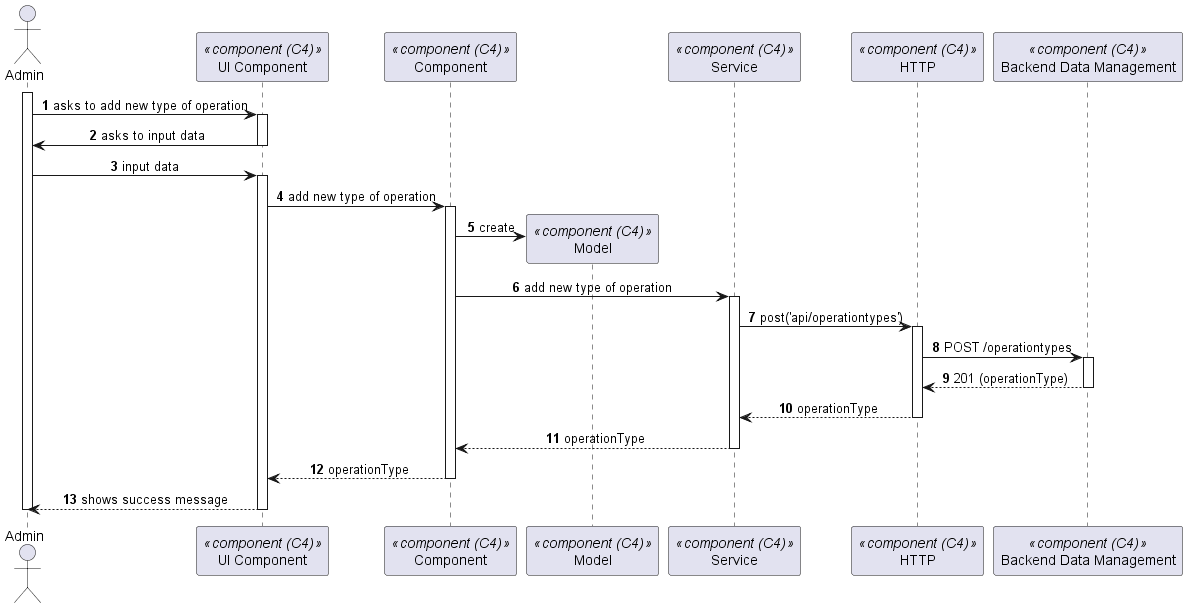 Admin
«component (C4)»
UI Component
«component (C4)»
Component
«component (C4)»
Service
«component (C4)»
HTTP
«component (C4)»
Backend Data Management
1 asks to add new type of operation
2 asks to input data
3 input data
4 add new type of operation
5 create
«component (C4)»
Model
6 add new type of operation
7 post('api/operationtypes')
8 POST /operationtypes
9 201 (operationType)
10 operationType
11 operationType
12 operationType
13 shows success message
Admin
«component (C4)»
UI Component
«component (C4)»
Component
«component (C4)»
Model
«component (C4)»
Service
«component (C4)»
HTTP
«component (C4)»
Backend Data Management